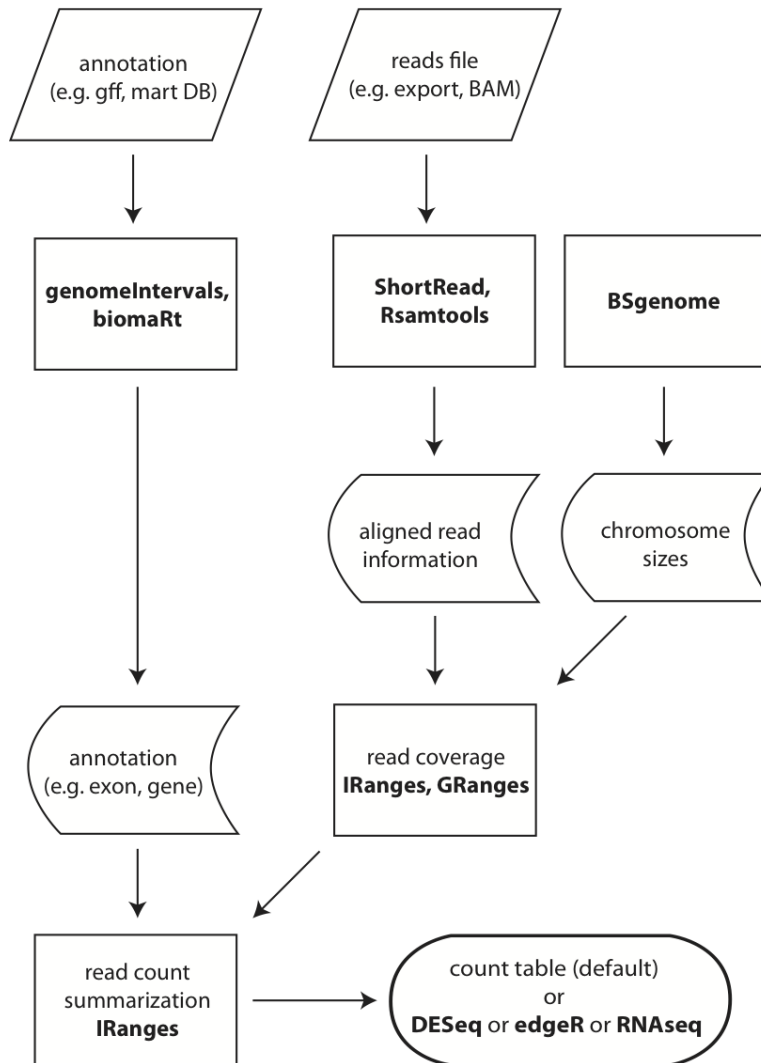 annotation
(e.g. gff, mart DB)
reads file
(e.g. export, BAM)
genomeIntervals,
biomaRt
ShortRead,
Rsamtools
BSgenome
aligned read
information
chromosome
sizes
annotation
(e.g. exon, gene)
read coverage
IRanges, GRanges
read count
summarization
IRanges
count table (default)
or
DESeq or edgeR or RNAseq